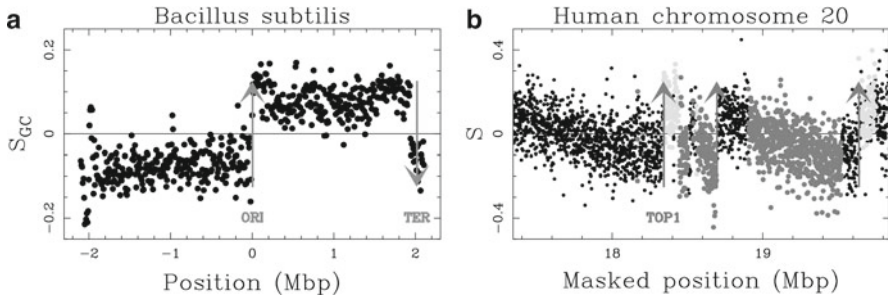 a
Bacillus subtilis
S_GC
0.2
0
−0.2
ORI
TER
−2
−1
0
1
2
Position (Mbp)
b
Human chromosome 20
S
0.4
0
−0.4
TOP1
18
19
Masked position (Mbp)